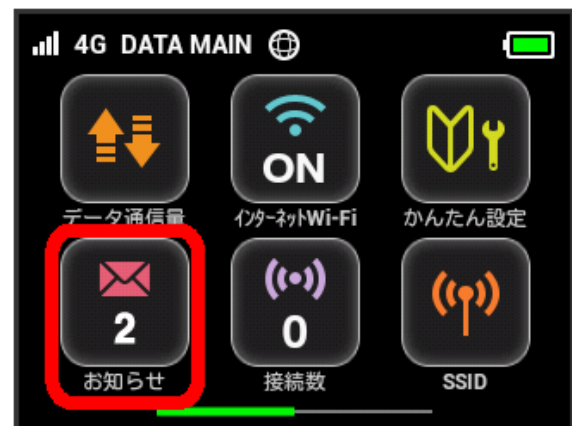 4G DATA MAIN
ON
データ通信量 インターネットWi-Fi かんたん設定
2 0
お知らせ 接続数 SSID